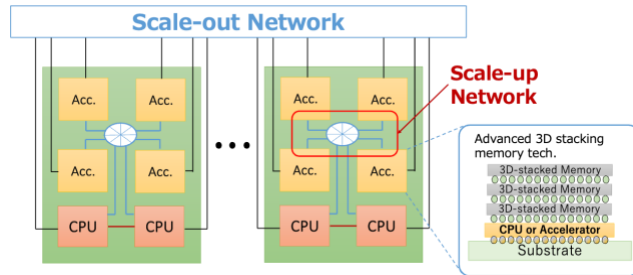 Scale-out Network
Acc.
Acc.
Acc.
Acc.
CPU
CPU
Acc.
Acc.
Acc.
Acc.
CPU
CPU
Scale-up
Network
Advanced 3D stacking
memory tech.
3D-stacked Memory
3D-stacked Memory
3D-stacked Memory
CPU or Accelerator
Substrate